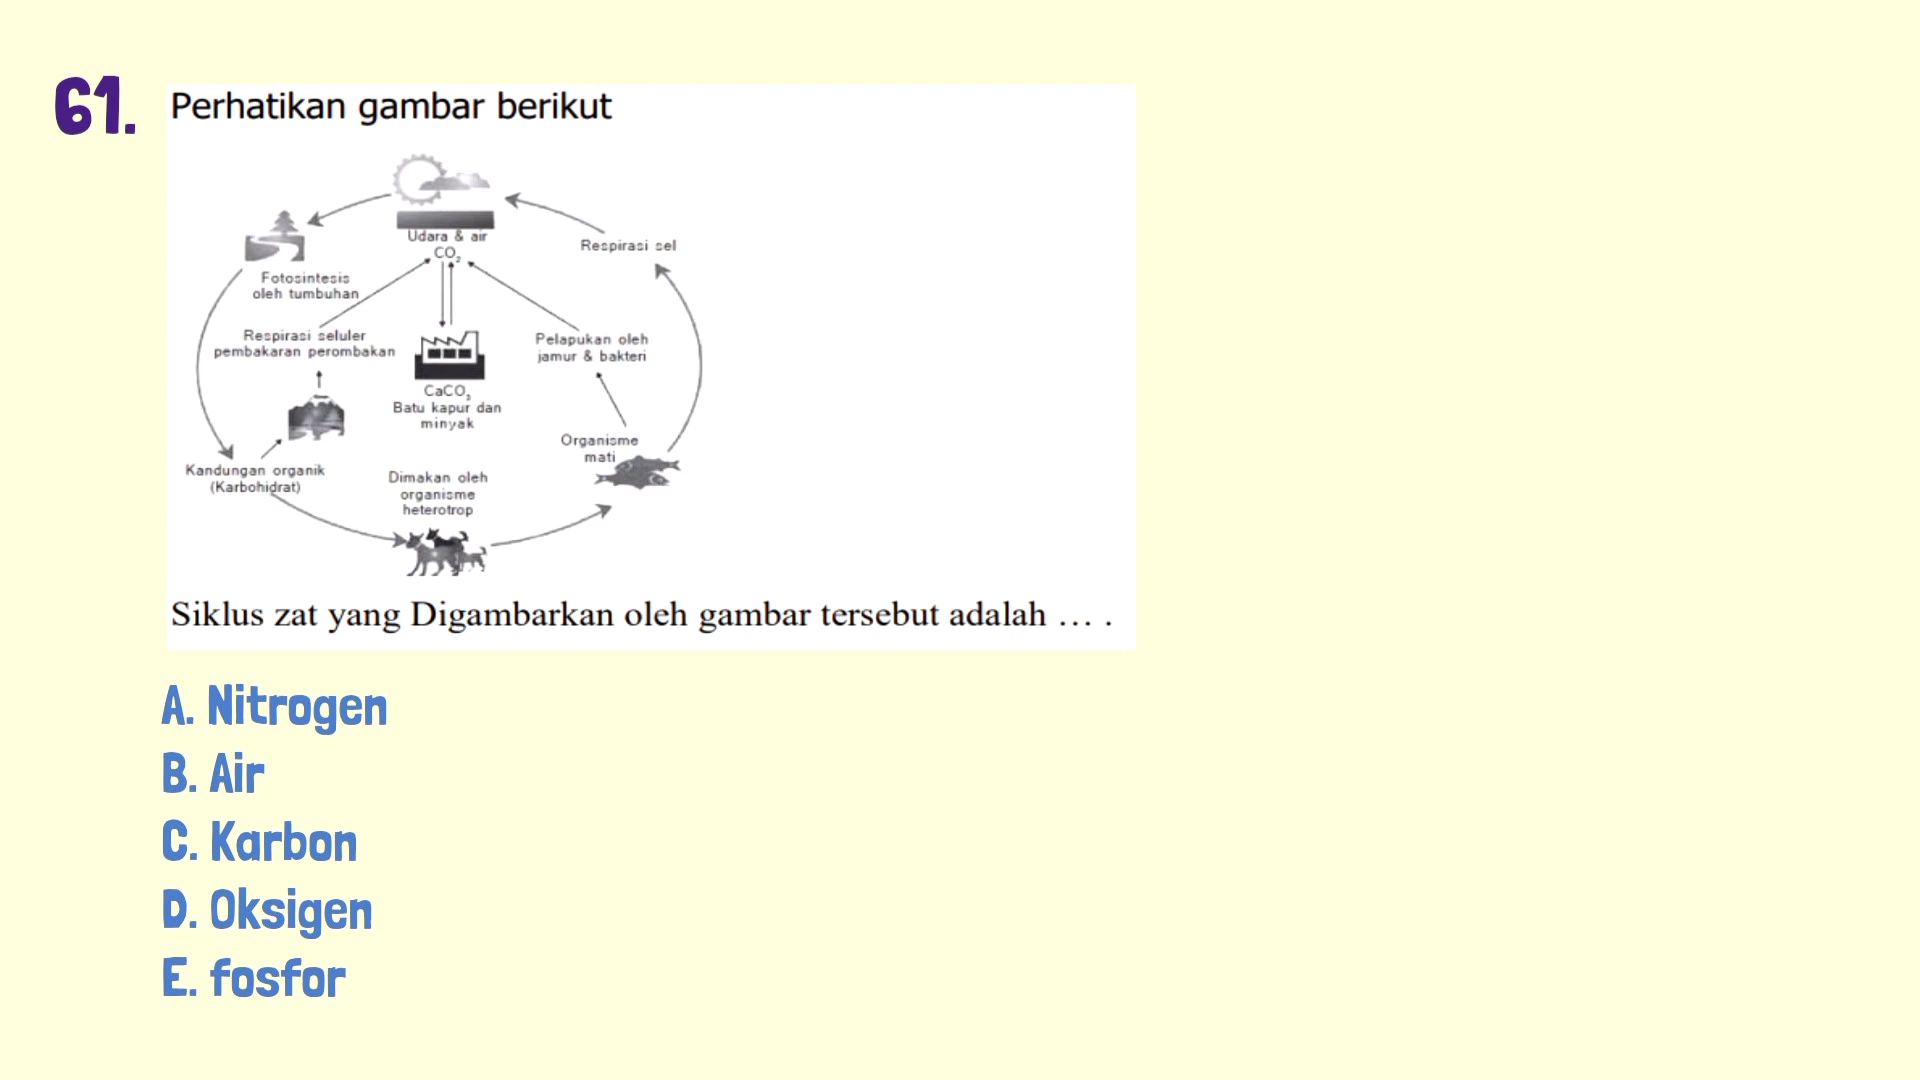 61.
Perhatikan gambar berikut
Udara & air
CO₂
Respirasi sel
Fotosintesis
oleh tumbuhan
Respirasi seluler
pembakaran perombakan
Pelapukan oleh
jamur & bakteri
CaCO₃
Batu kapur dan
minyak
Organisme
mati
Kandungan organik
(Karbohidrat)
Dimakan oleh
organisme
heterotrop
Siklus zat yang Digambarkan oleh gambar tersebut adalah … .
A. Nitrogen
B. Air
C. Karbon
D. Oksigen
E. fosfor